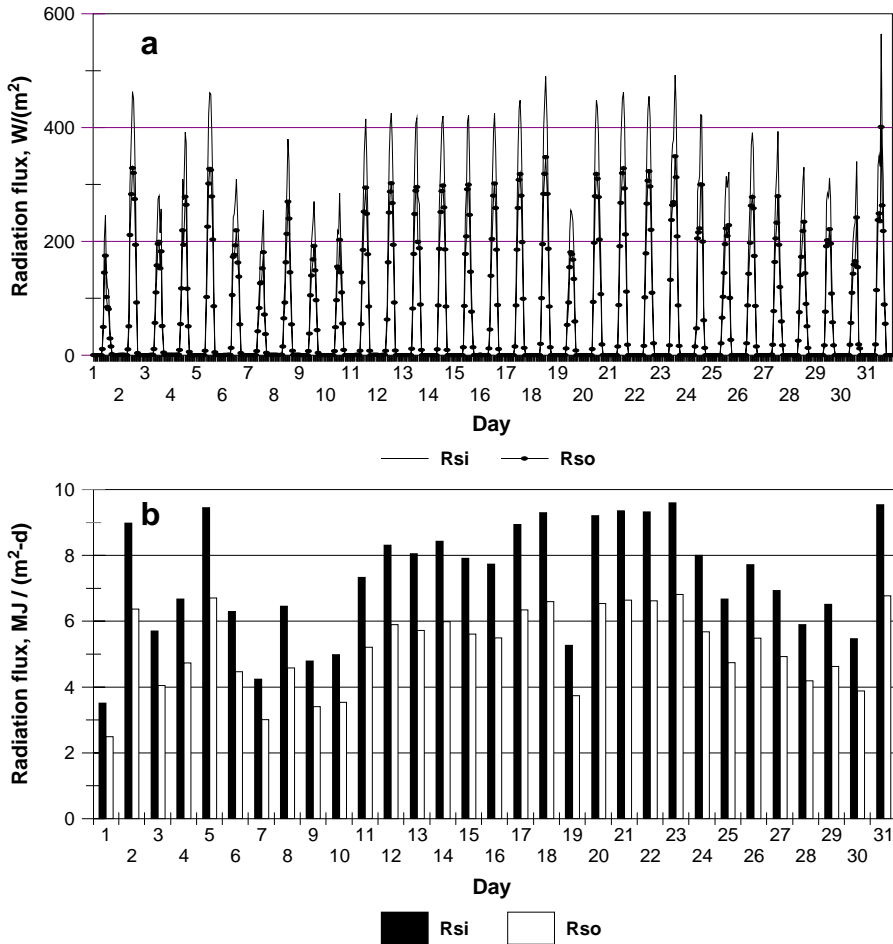 a
600
400
200
0
Radiation flux, W/(m²)
1 3 4 5 7 8 9 11 13 15 17 19 21 23 25 27 29 31
2 4 6 8 10 12 14 16 18 20 22 24 26 28 30
Day
Rsi Rso
b
10
8
6
4
2
0
Radiation flux, MJ / (m²-d)
1 3 5 7 9 11 13 15 17 19 21 23 25 27 29 31
2 4 6 8 10 12 14 16 18 20 22 24 26 28 30
Day
Rsi Rso